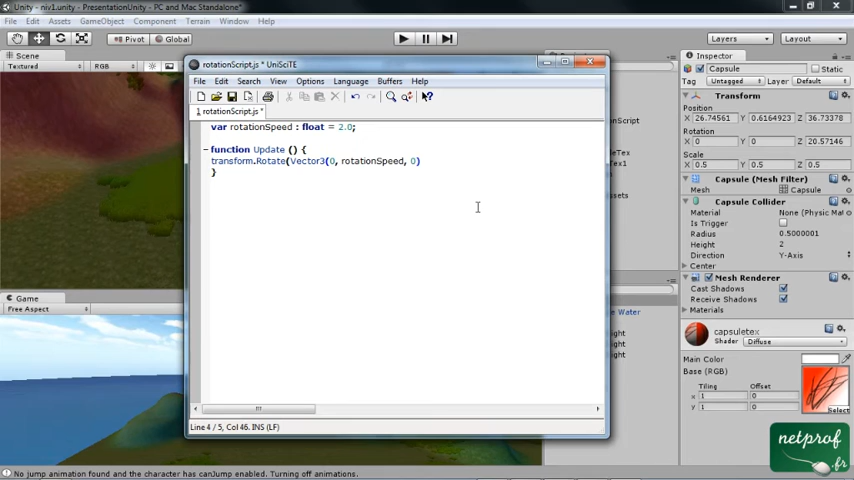 Unity - niv1.unity - PresentationUnity - PC and Mac Standalone*
File Edit Assets GameObject Component Terrain Window Help
Pivot Global Layers Layout
Scene
Textured RGB
rotationScript.js * UniSciTE
File Edit Search View Options Language Buffers Help
1 rotationScript.js *
var rotationSpeed : float = 2.0;
function Update () {
transform.Rotate(Vector3(0, rotationSpeed, 0)
}
Line 4 / 5, Col 46. INS (LF)
Game
Free Aspect
Inspector
Capsule Static
Tag Untagged Layer Default
Transform
Position
X 26.74561 Y 0.6164923 Z 36.73378
Rotation
X 0 Y 0 Z 20.57146
Scale
X 0.5 Y 0.5 Z 0.5
Capsule (Mesh Filter)
Mesh Capsule
Capsule Collider
Material None (Physic Mat
Is Trigger
Radius 0.5000001
Height 2
Direction Y-Axis
Center
Mesh Renderer
Cast Shadows
Receive Shadows
Materials
capsuletex
Shader Diffuse
Main Color
Base (RGB)
Tiling Offset
x 1 0
y 1 0
Select
netprof
.fr
No jump animation found and the character has canJump enabled. Turning off animations.